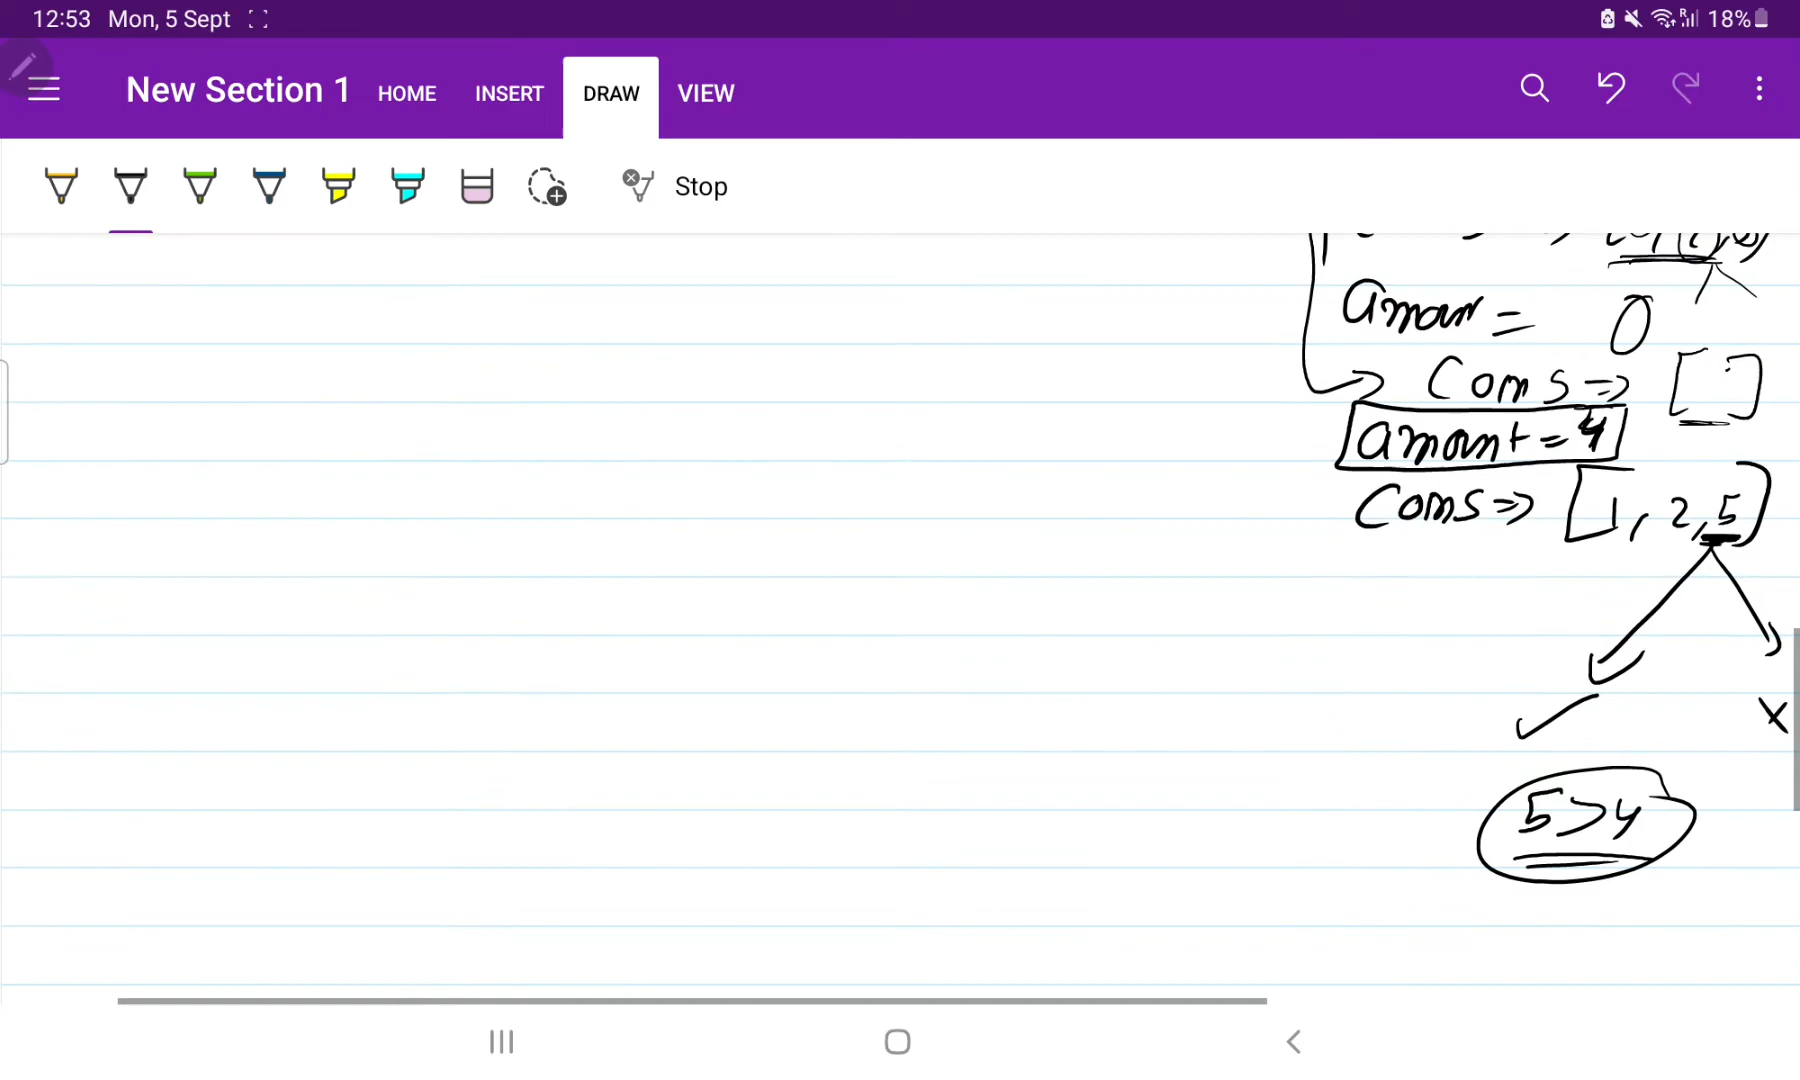 12:53 Mon, 5 Sept 18%
New Section 1 HOME INSERT DRAW VIEW
Stop
amoun = 0
Coins => [ ]
amount = 4
Coins => [1, 2, 5]
✓ x
5>4